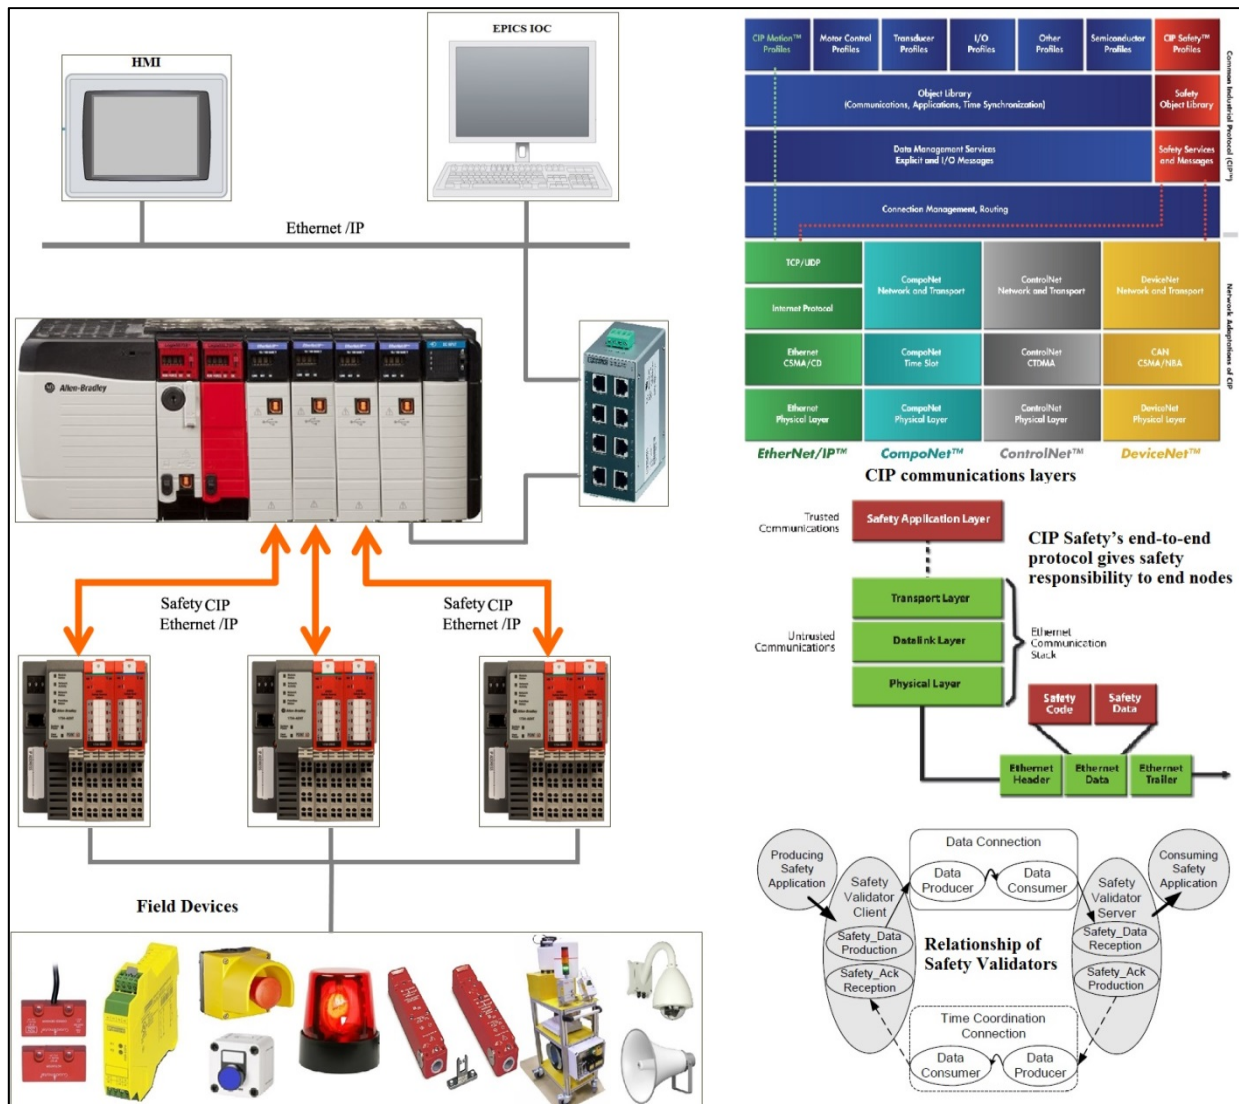 EPICS IOC
HMI
Ethernet /IP
Allen-Bradley
Safety CIP
Ethernet /IP
Safety CIP
Ethernet /IP
Field Devices
CIP Motion™
Profiles
Motor Control
Profiles
Transducer
Profiles
I/O
Profiles
Other
Profiles
Semiconductor
Profiles
CIP Safety™
Profiles
Object Library
(Communications, Applications, Time Synchronization)
Safety
Object Library
Data Management Services
Explicit and I/O Messages
Safety Services
and Messages
Connection Management, Routing
Common Industrial Protocol (CIP™)
TCP/UDP
Internet Protocol
CompoNet
Network and Transport
ControlNet
Network and Transport
DeviceNet
Network and Transport
Ethernet
CSMA/CD
CompoNet
Time Slot
ControlNet
CTDMA
CAN
CSMA/NBA
Ethernet
Physical Layer
CompoNet
Physical Layer
ControlNet
Physical Layer
DeviceNet
Physical Layer
Network Adaptations of CIP
EtherNet/IP™
CompoNet™
ControlNet™
DeviceNet™
CIP communications layers
Trusted
Communications
Safety Application Layer
CIP Safety's end-to-end
protocol gives safety
responsibility to end nodes
Transport Layer
Untrusted
Communications
Datalink Layer
Physical Layer
Ethernet
Communication
Stack
Safety
Code
Safety
Data
Ethernet
Header
Ethernet
Data
Ethernet
Trailer
Producing
Safety
Application
Safety
Validator
Client
Data Connection
Data
Producer
Data
Consumer
Safety
Validator
Server
Consuming
Safety
Application
Safety_Data
Production
Safety_Ack
Reception
Relationship of
Safety Validators
Safety_Data
Reception
Safety_Ack
Production
Time Coordination
Connection
Data
Consumer
Data
Producer